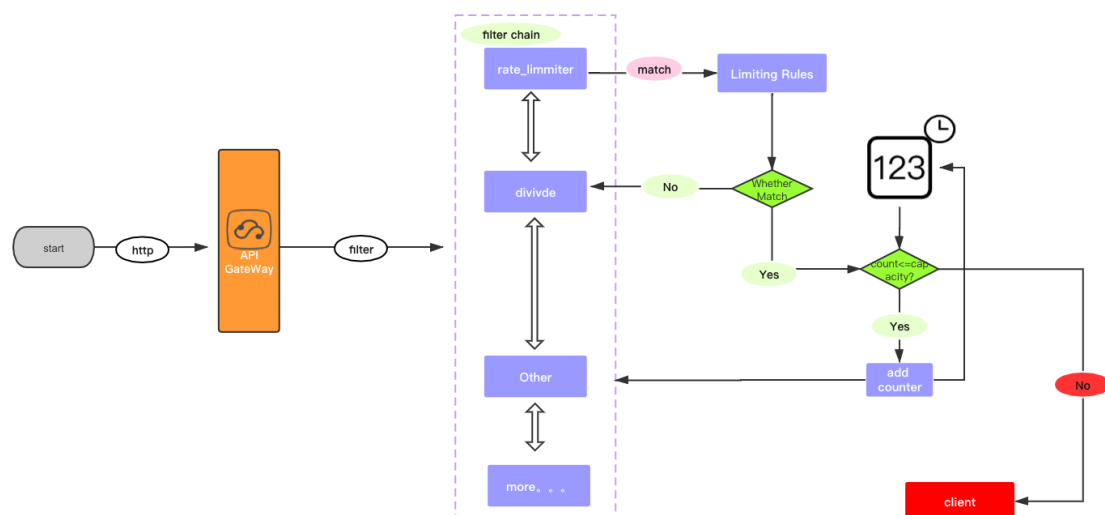 filter chain
rate_limmiter
match
Limiting Rules
123
divivde
No
Whether
Match
start
http
API
GateWay
filter
Yes
count<=cap
acity?
Yes
Other
add
counter
No
more。。。
client